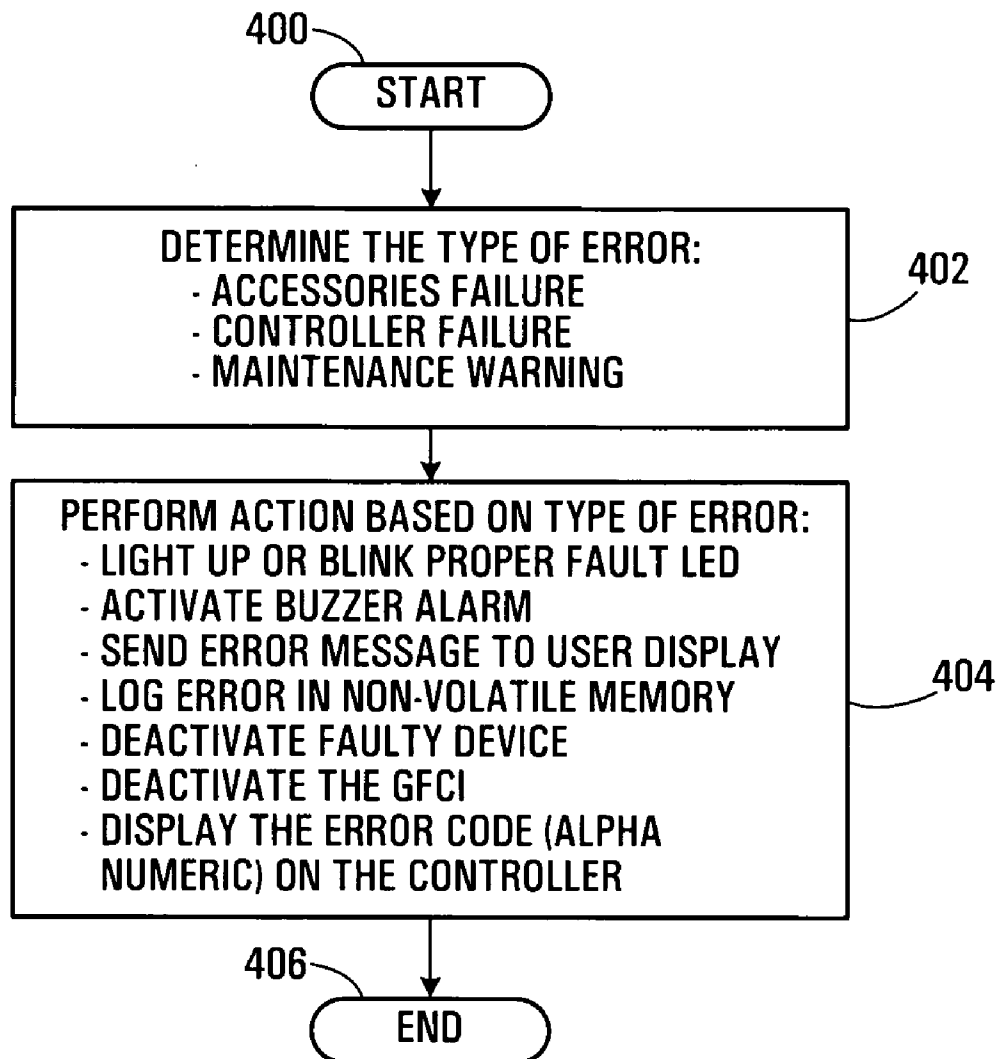 400
START
DETERMINE THE TYPE OF ERROR:
- ACCESSORIES FAILURE
- CONTROLLER FAILURE
- MAINTENANCE WARNING
402
PERFORM ACTION BASED ON TYPE OF ERROR:
- LIGHT UP OR BLINK PROPER FAULT LED
- ACTIVATE BUZZER ALARM
- SEND ERROR MESSAGE TO USER DISPLAY
- LOG ERROR IN NON-VOLATILE MEMORY
- DEACTIVATE FAULTY DEVICE
- DEACTIVATE THE GFCI
- DISPLAY THE ERROR CODE (ALPHA
NUMERIC) ON THE CONTROLLER
404
406
END